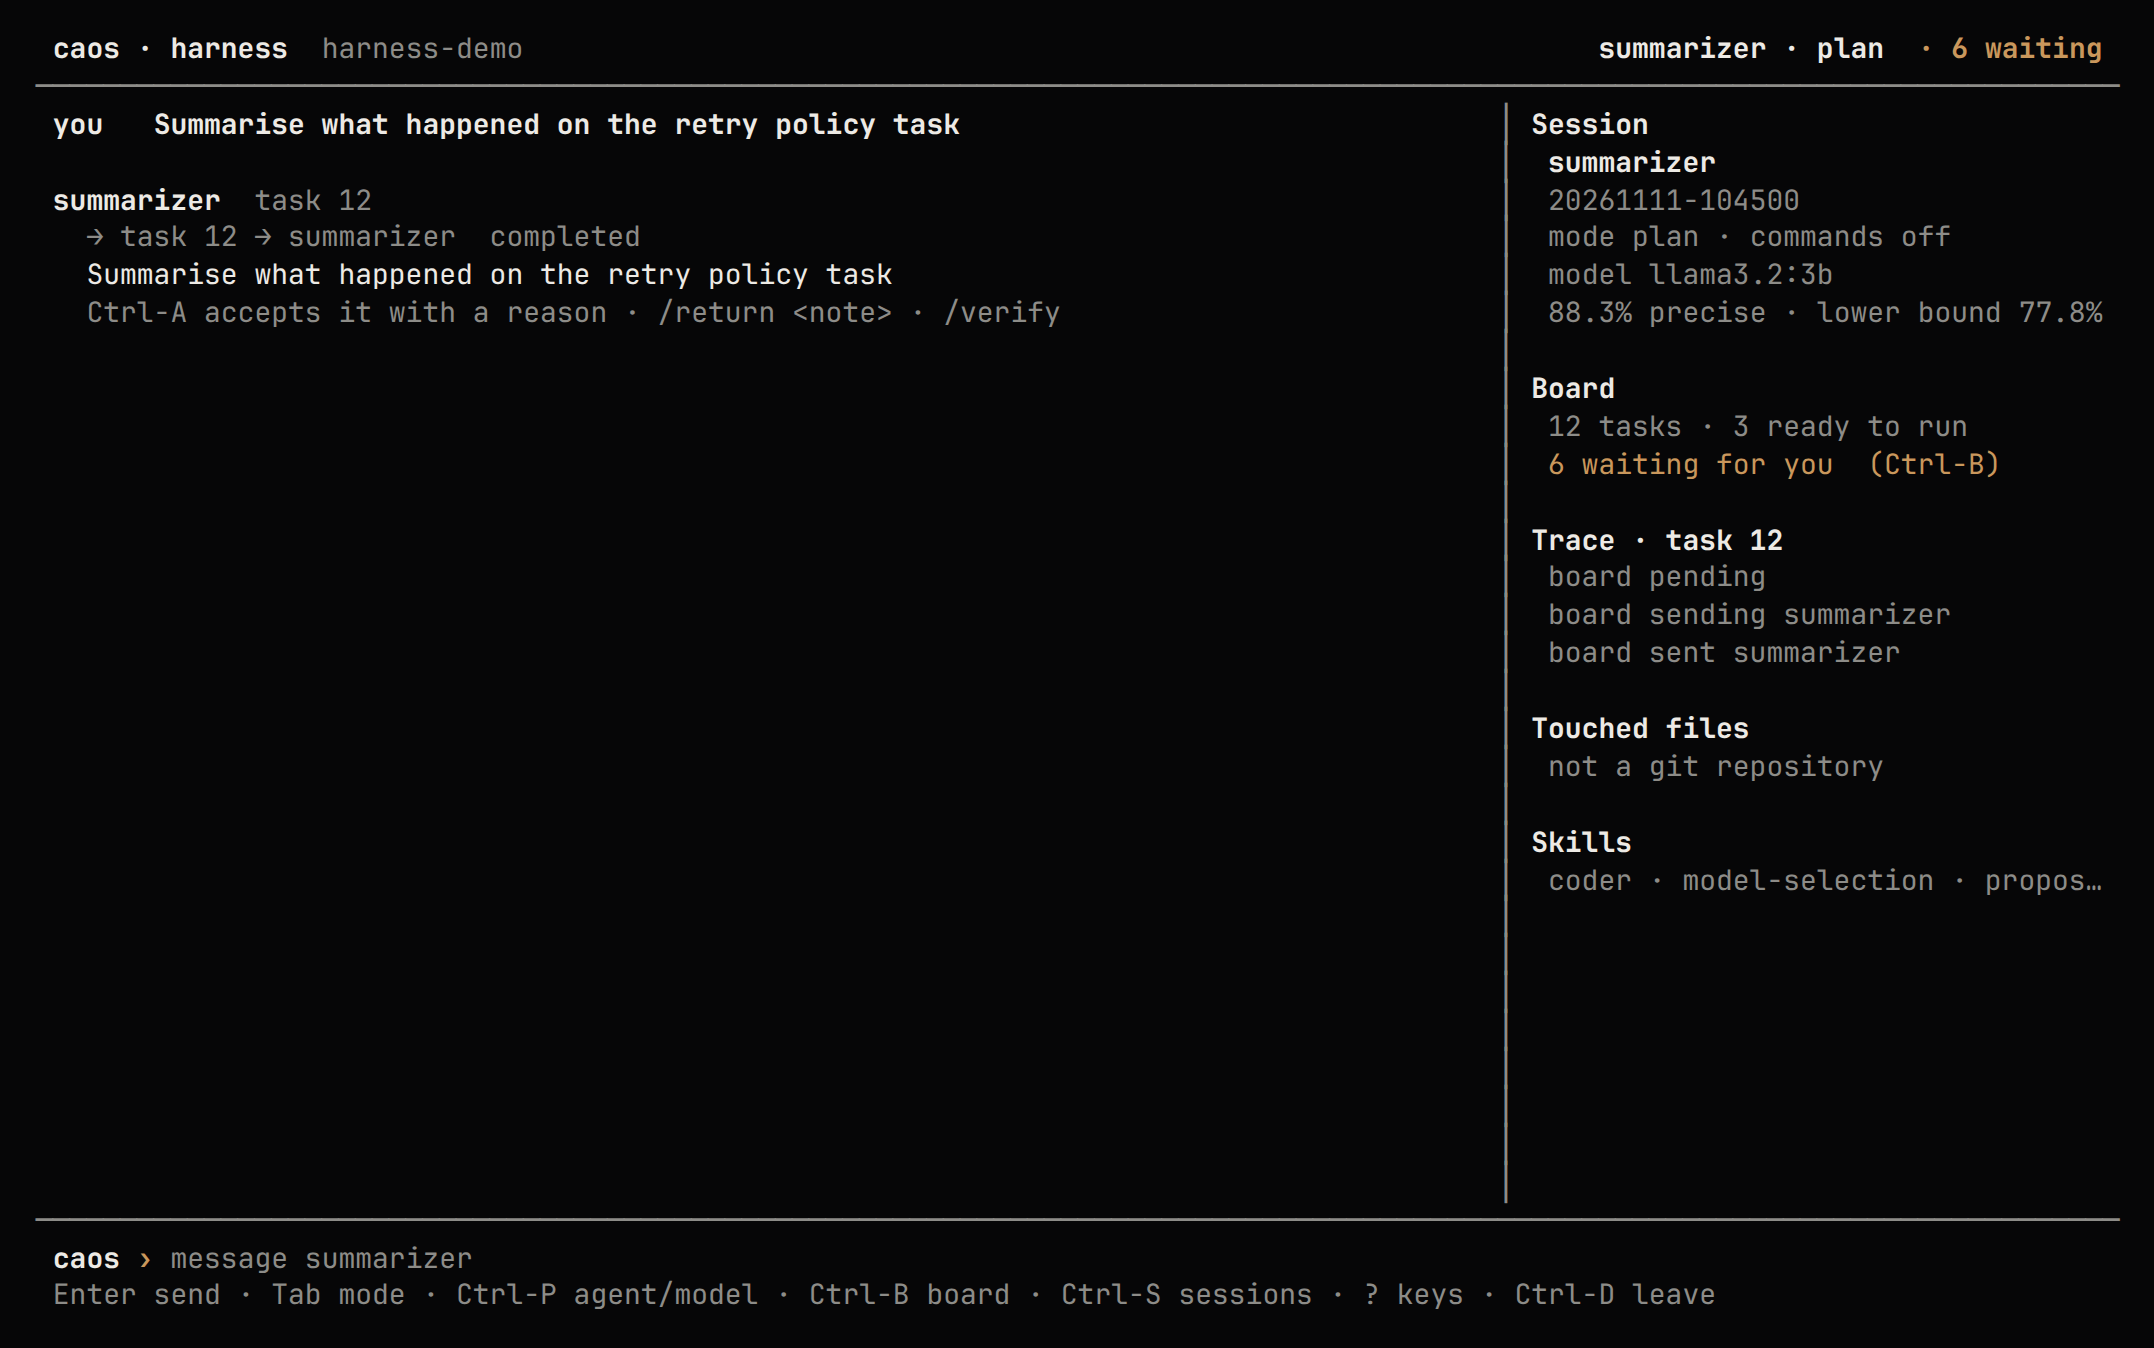 caos · harness  harness-demo
summarizer · plan  · 6 waiting
you   Summarise what happened on the retry policy task
summarizer  task 12
→ task 12 → summarizer  completed
Summarise what happened on the retry policy task
Ctrl-A accepts it with a reason · /return <note> · /verify
Session
summarizer
20261111-104500
mode plan · commands off
model llama3.2:3b
88.3% precise · lower bound 77.8%
Board
12 tasks · 3 ready to run
6 waiting for you  (Ctrl-B)
Trace · task 12
board pending
board sending summarizer
board sent summarizer
Touched files
not a git repository
Skills
coder · model-selection · propos…
caos › message summarizer
Enter send · Tab mode · Ctrl-P agent/model · Ctrl-B board · Ctrl-S sessions · ? keys · Ctrl-D leave